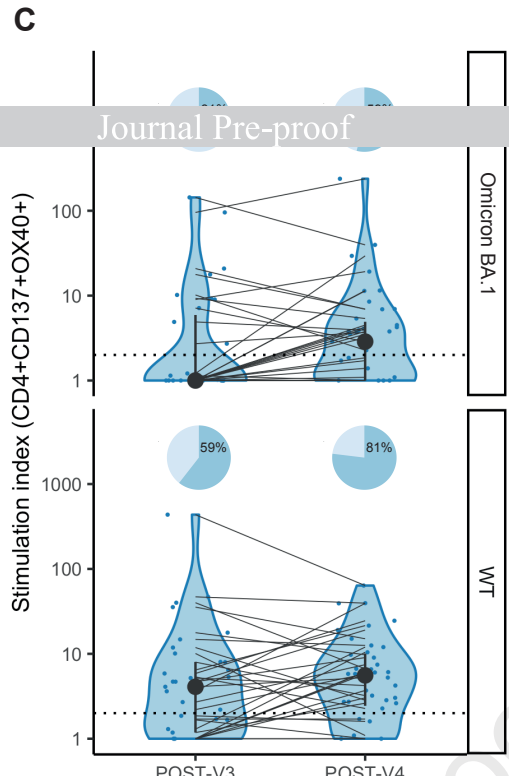 C
Journal Pre-proof
Stimulation index (CD4+CD137+OX40+)
100
10
1
Omicron BA.1
59%
81%
1000
100
10
1
WT
POST-V3
POST-V4